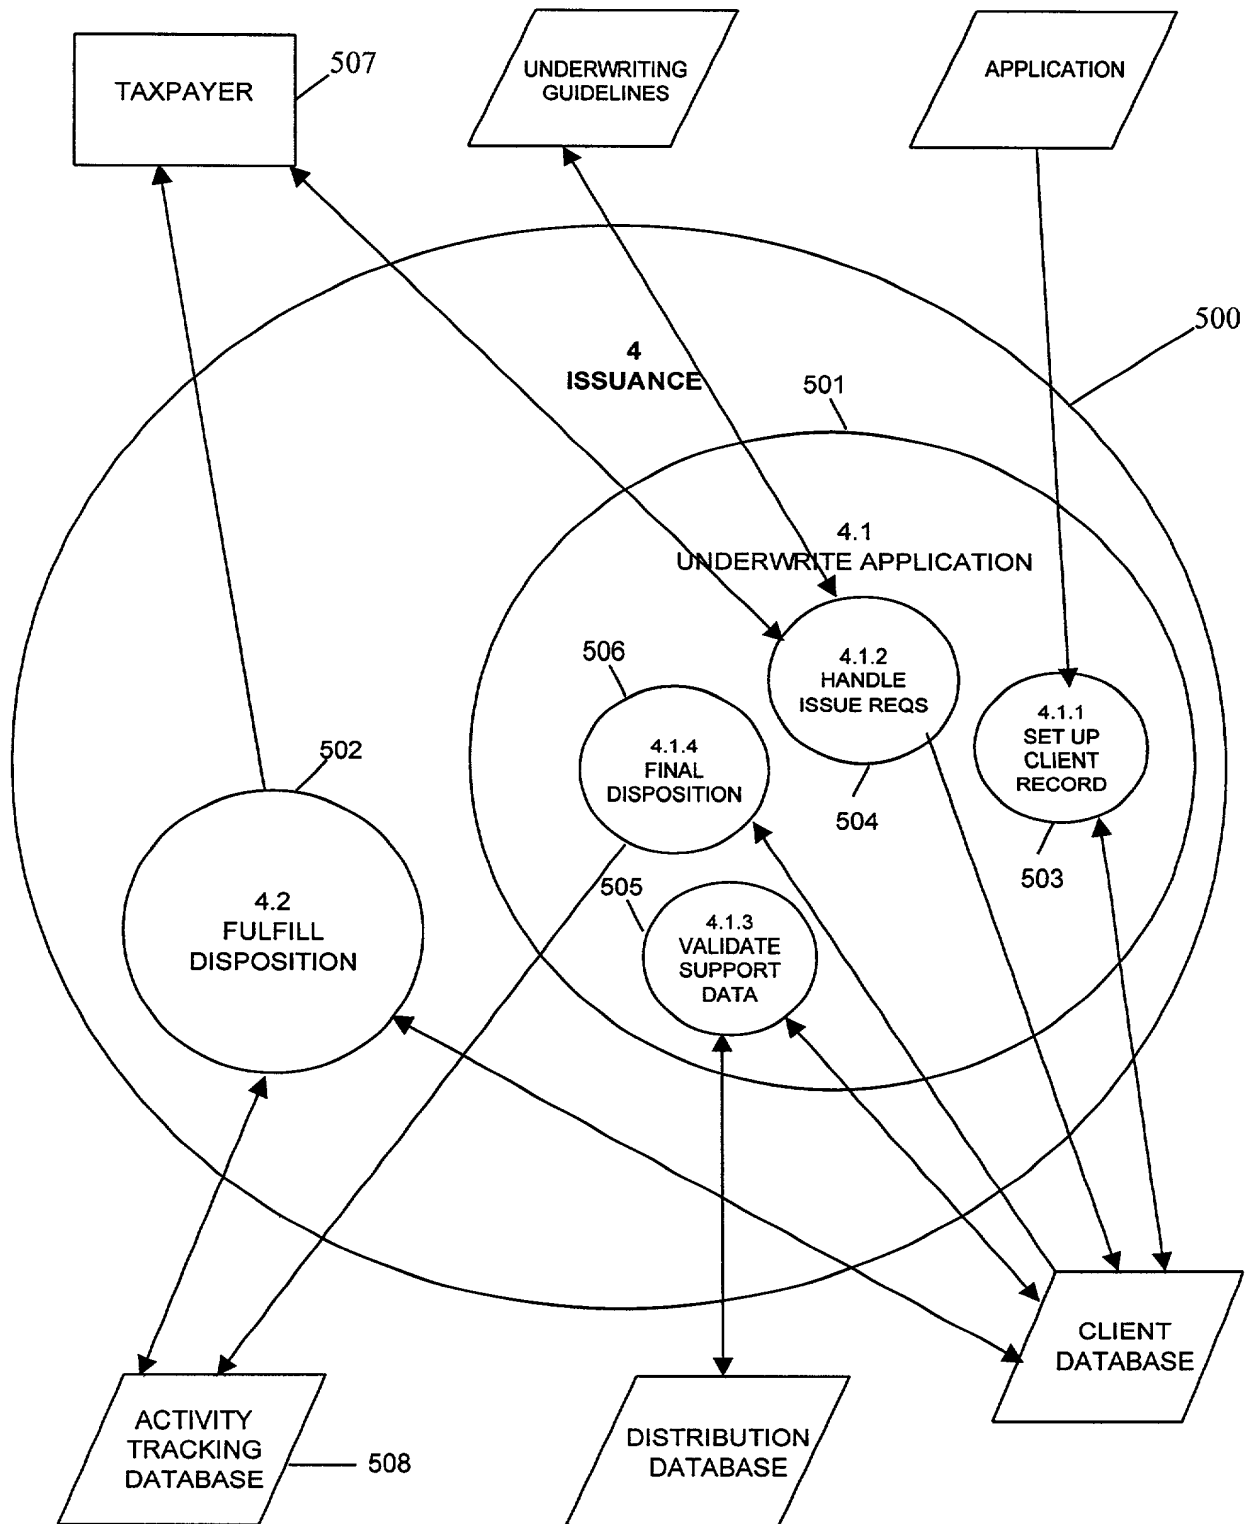 TAXPAYER
507
UNDERWRITING
GUIDELINES
APPLICATION
500
4
ISSUANCE
501
4.1
UNDERWRITE APPLICATION
506
4.1.2
HANDLE
ISSUE REQS
504
4.1.1
SET UP
CLIENT
RECORD
503
4.1.4
FINAL
DISPOSITION
502
505
4.1.3
VALIDATE
SUPPORT
DATA
4.2
FULFILL
DISPOSITION
CLIENT
DATABASE
ACTIVITY
TRACKING
DATABASE
508
DISTRIBUTION
DATABASE